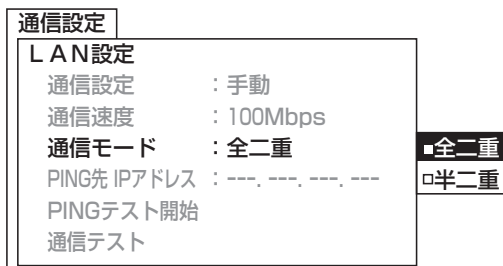 通信設定
LAN設定
通信設定 :手動
通信速度 :100Mbps
通信モード :全二重
■全二重
PING先 IPアドレス :---. ---. ---. ---
□半二重
PINGテスト開始
通信テスト